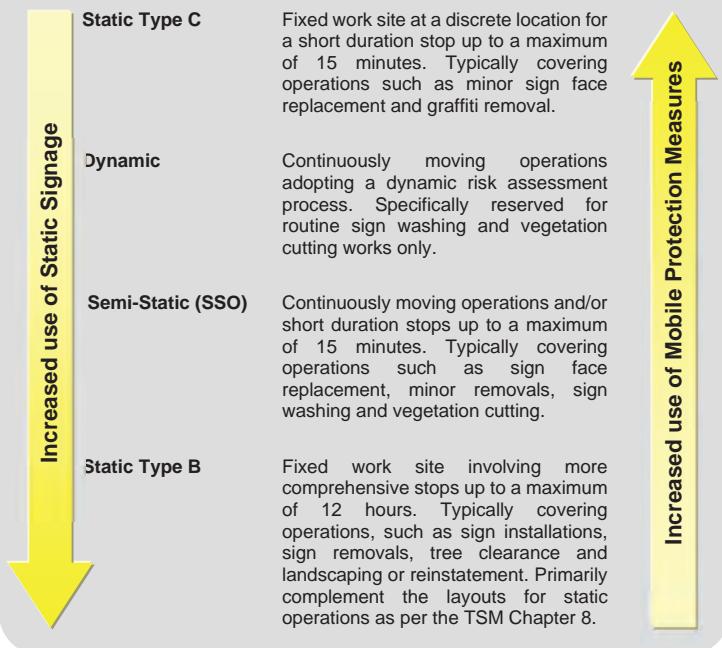 Increased use of Static Signage
Static Type C
Fixed work site at a discrete location for
a short duration stop up to a maximum
of 15 minutes. Typically covering
operations such as minor sign face
replacement and graffiti removal.
Dynamic
Continuously moving operations
adopting a dynamic risk assessment
process. Specifically reserved for
routine sign washing and vegetation
cutting works only.
Semi-Static (SSO)
Continuously moving operations and/or
short duration stops up to a maximum
of 15 minutes. Typically covering
operations such as sign face
replacement, minor removals, sign
washing and vegetation cutting.
Static Type B
Fixed work site involving more
comprehensive stops up to a maximum
of 12 hours. Typically covering
operations, such as sign installations,
sign removals, tree clearance and
landscaping or reinstatement. Primarily
complement the layouts for static
operations as per the TSM Chapter 8.
Increased use of Mobile Protection Measures